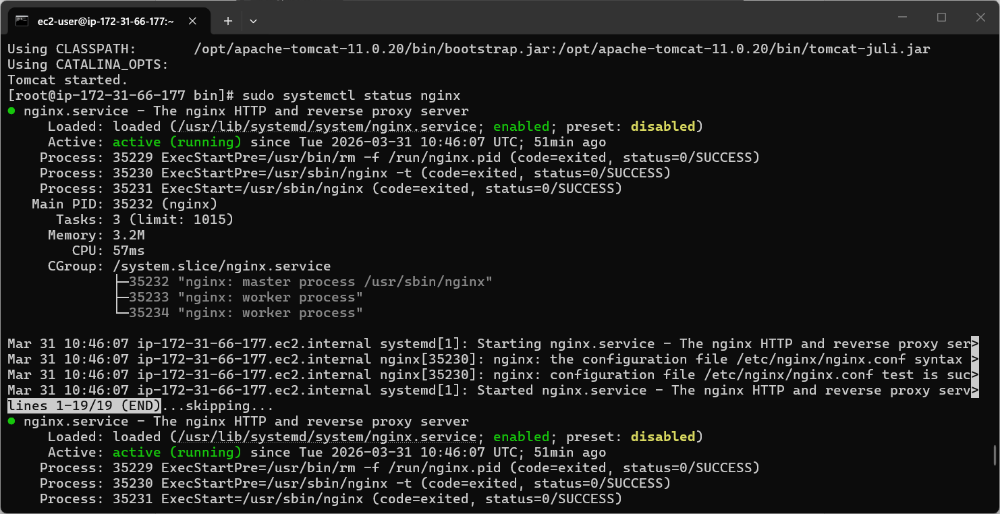 ec2-user@ip-172-31-66-177:~
Using CLASSPATH:       /opt/apache-tomcat-11.0.20/bin/bootstrap.jar:/opt/apache-tomcat-11.0.20/bin/tomcat-juli.jar
Using CATALINA_OPTS:
Tomcat started.
[root@ip-172-31-66-177 bin]# sudo systemctl status nginx
● nginx.service - The nginx HTTP and reverse proxy server
     Loaded: loaded (/usr/lib/systemd/system/nginx.service; enabled; preset: disabled)
     Active: active (running) since Tue 2026-03-31 10:46:07 UTC; 51min ago
    Process: 35229 ExecStartPre=/usr/bin/rm -f /run/nginx.pid (code=exited, status=0/SUCCESS)
    Process: 35230 ExecStartPre=/usr/sbin/nginx -t (code=exited, status=0/SUCCESS)
    Process: 35231 ExecStart=/usr/sbin/nginx (code=exited, status=0/SUCCESS)
   Main PID: 35232 (nginx)
      Tasks: 3 (limit: 1015)
     Memory: 3.2M
        CPU: 57ms
     CGroup: /system.slice/nginx.service
             ├─35232 "nginx: master process /usr/sbin/nginx"
             ├─35233 "nginx: worker process"
             └─35234 "nginx: worker process"
Mar 31 10:46:07 ip-172-31-66-177.ec2.internal systemd[1]: Starting nginx.service - The nginx HTTP and reverse proxy ser>
Mar 31 10:46:07 ip-172-31-66-177.ec2.internal nginx[35230]: nginx: the configuration file /etc/nginx/nginx.conf syntax >
Mar 31 10:46:07 ip-172-31-66-177.ec2.internal nginx[35230]: nginx: configuration file /etc/nginx/nginx.conf test is suc>
Mar 31 10:46:07 ip-172-31-66-177.ec2.internal systemd[1]: Started nginx.service - The nginx HTTP and reverse proxy serv>
lines 1-19/19 (END)...skipping...
● nginx.service - The nginx HTTP and reverse proxy server
     Loaded: loaded (/usr/lib/systemd/system/nginx.service; enabled; preset: disabled)
     Active: active (running) since Tue 2026-03-31 10:46:07 UTC; 51min ago
    Process: 35229 ExecStartPre=/usr/bin/rm -f /run/nginx.pid (code=exited, status=0/SUCCESS)
    Process: 35230 ExecStartPre=/usr/sbin/nginx -t (code=exited, status=0/SUCCESS)
    Process: 35231 ExecStart=/usr/sbin/nginx (code=exited, status=0/SUCCESS)